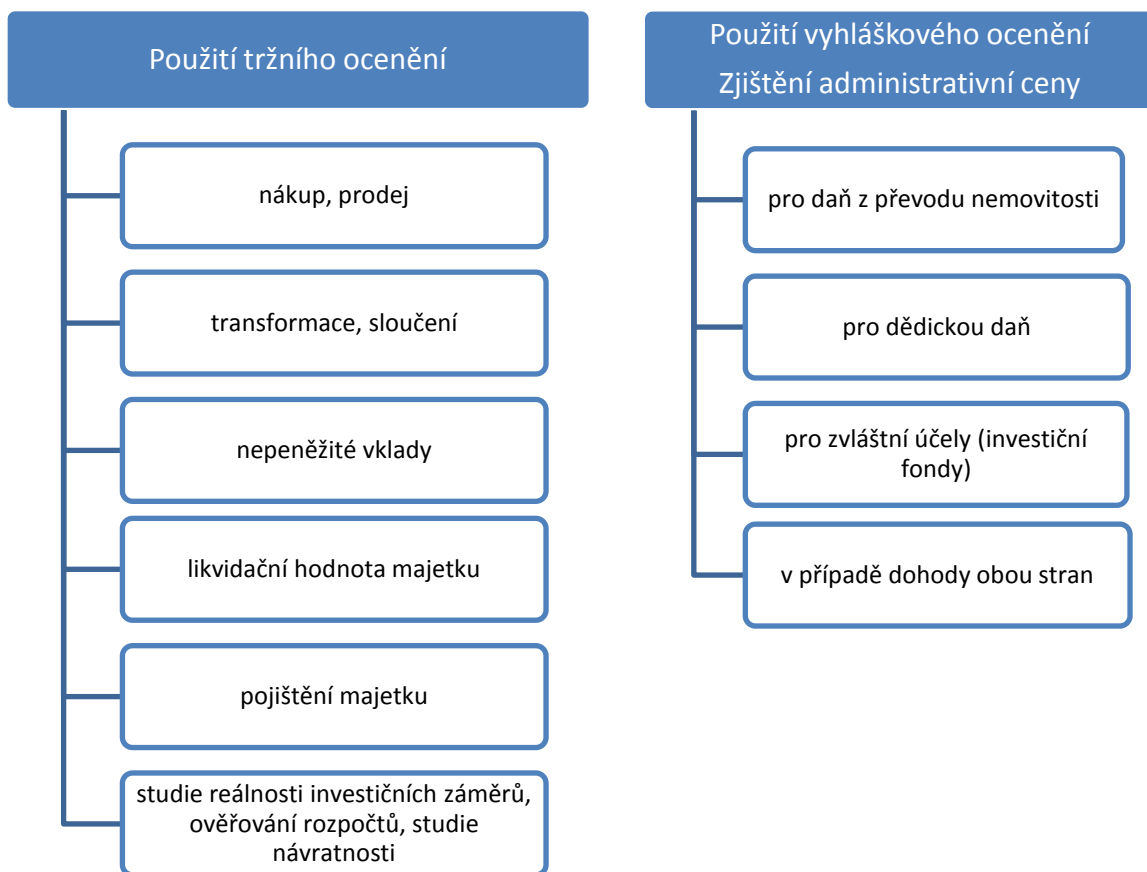 Použití tržního ocenění
nákup, prodej
transformace, sloučení
nepeněžité vklady
likvidační hodnota majetku
pojištění majetku
studie reálnosti investičních záměrů,
ověřování rozpočtů, studie
návratnosti
Použití vyhláškového ocenění
Zjištění administrativní ceny
pro daň z převodu nemovitosti
pro dědickou daň
pro zvláštní účely (investiční
fondy)
v případě dohody obou stran